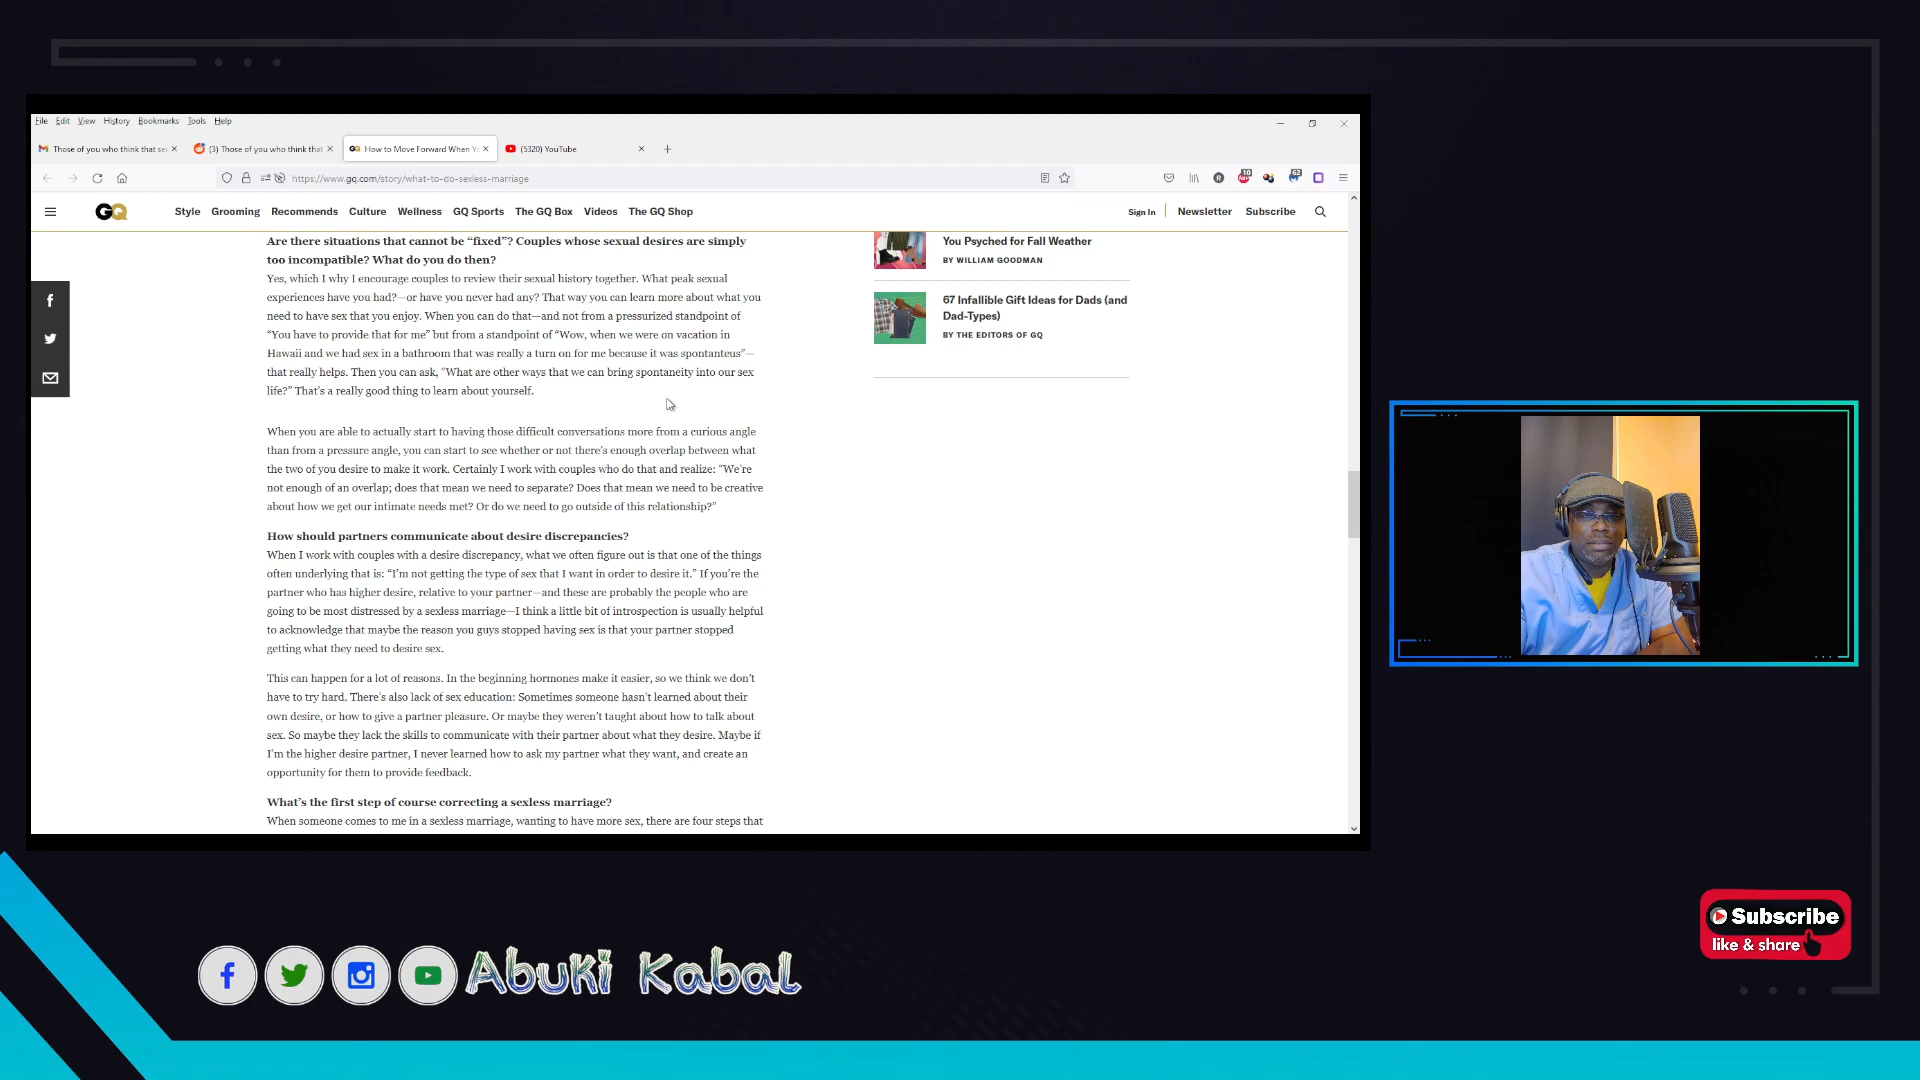 File Edit View History Bookmarks Tools Help
Those of you who think that se
(3) Those of you who think that
GQ How to Move Forward When Yo
(5320) YouTube
https://www.gq.com/story/what-to-do-sexless-marriage
10
62
GQ
Style Grooming Recommends Culture Wellness GQ Sports The GQ Box Videos The GQ Shop
Sign In Newsletter Subscribe
Are there situations that cannot be “fixed”? Couples whose sexual desires are simply
too incompatible? What do you do then?
Yes, which I why I encourage couples to review their sexual history together. What peak sexual
experiences have you had?—or have you never had any? That way you can learn more about what you
need to have sex that you enjoy. When you can do that—and not from a pressurized standpoint of
“You have to provide that for me” but from a standpoint of “Wow, when we were on vacation in
Hawaii and we had sex in a bathroom that was really a turn on for me because it was spontanteus”—
that really helps. Then you can ask, “What are other ways that we can bring spontaneity into our sex
life?” That’s a really good thing to learn about yourself.
When you are able to actually start to having those difficult conversations more from a curious angle
than from a pressure angle, you can start to see whether or not there’s enough overlap between what
the two of you desire to make it work. Certainly I work with couples who do that and realize: “We’re
not enough of an overlap; does that mean we need to separate? Does that mean we need to be creative
about how we get our intimate needs met? Or do we need to go outside of this relationship?”
How should partners communicate about desire discrepancies?
When I work with couples with a desire discrepancy, what we often figure out is that one of the things
often underlying that is: “I’m not getting the type of sex that I want in order to desire it.” If you’re the
partner who has higher desire, relative to your partner—and these are probably the people who are
going to be most distressed by a sexless marriage—I think a little bit of introspection is usually helpful
to acknowledge that maybe the reason you guys stopped having sex is that your partner stopped
getting what they need to desire sex.
This can happen for a lot of reasons. In the beginning hormones make it easier, so we think we don’t
have to try hard. There’s also lack of sex education: Sometimes someone hasn’t learned about their
own desire, or how to give a partner pleasure. Or maybe they weren’t taught about how to talk about
sex. So maybe they lack the skills to communicate with their partner about what they desire. Maybe if
I’m the higher desire partner, I never learned how to ask my partner what they want, and create an
opportunity for them to provide feedback.
What’s the first step of course correcting a sexless marriage?
When someone comes to me in a sexless marriage, wanting to have more sex, there are four steps that
You Psyched for Fall Weather
BY WILLIAM GOODMAN
67 Infallible Gift Ideas for Dads (and
Dad-Types)
BY THE EDITORS OF GQ
Subscribe
like & share
Abuki Kabal